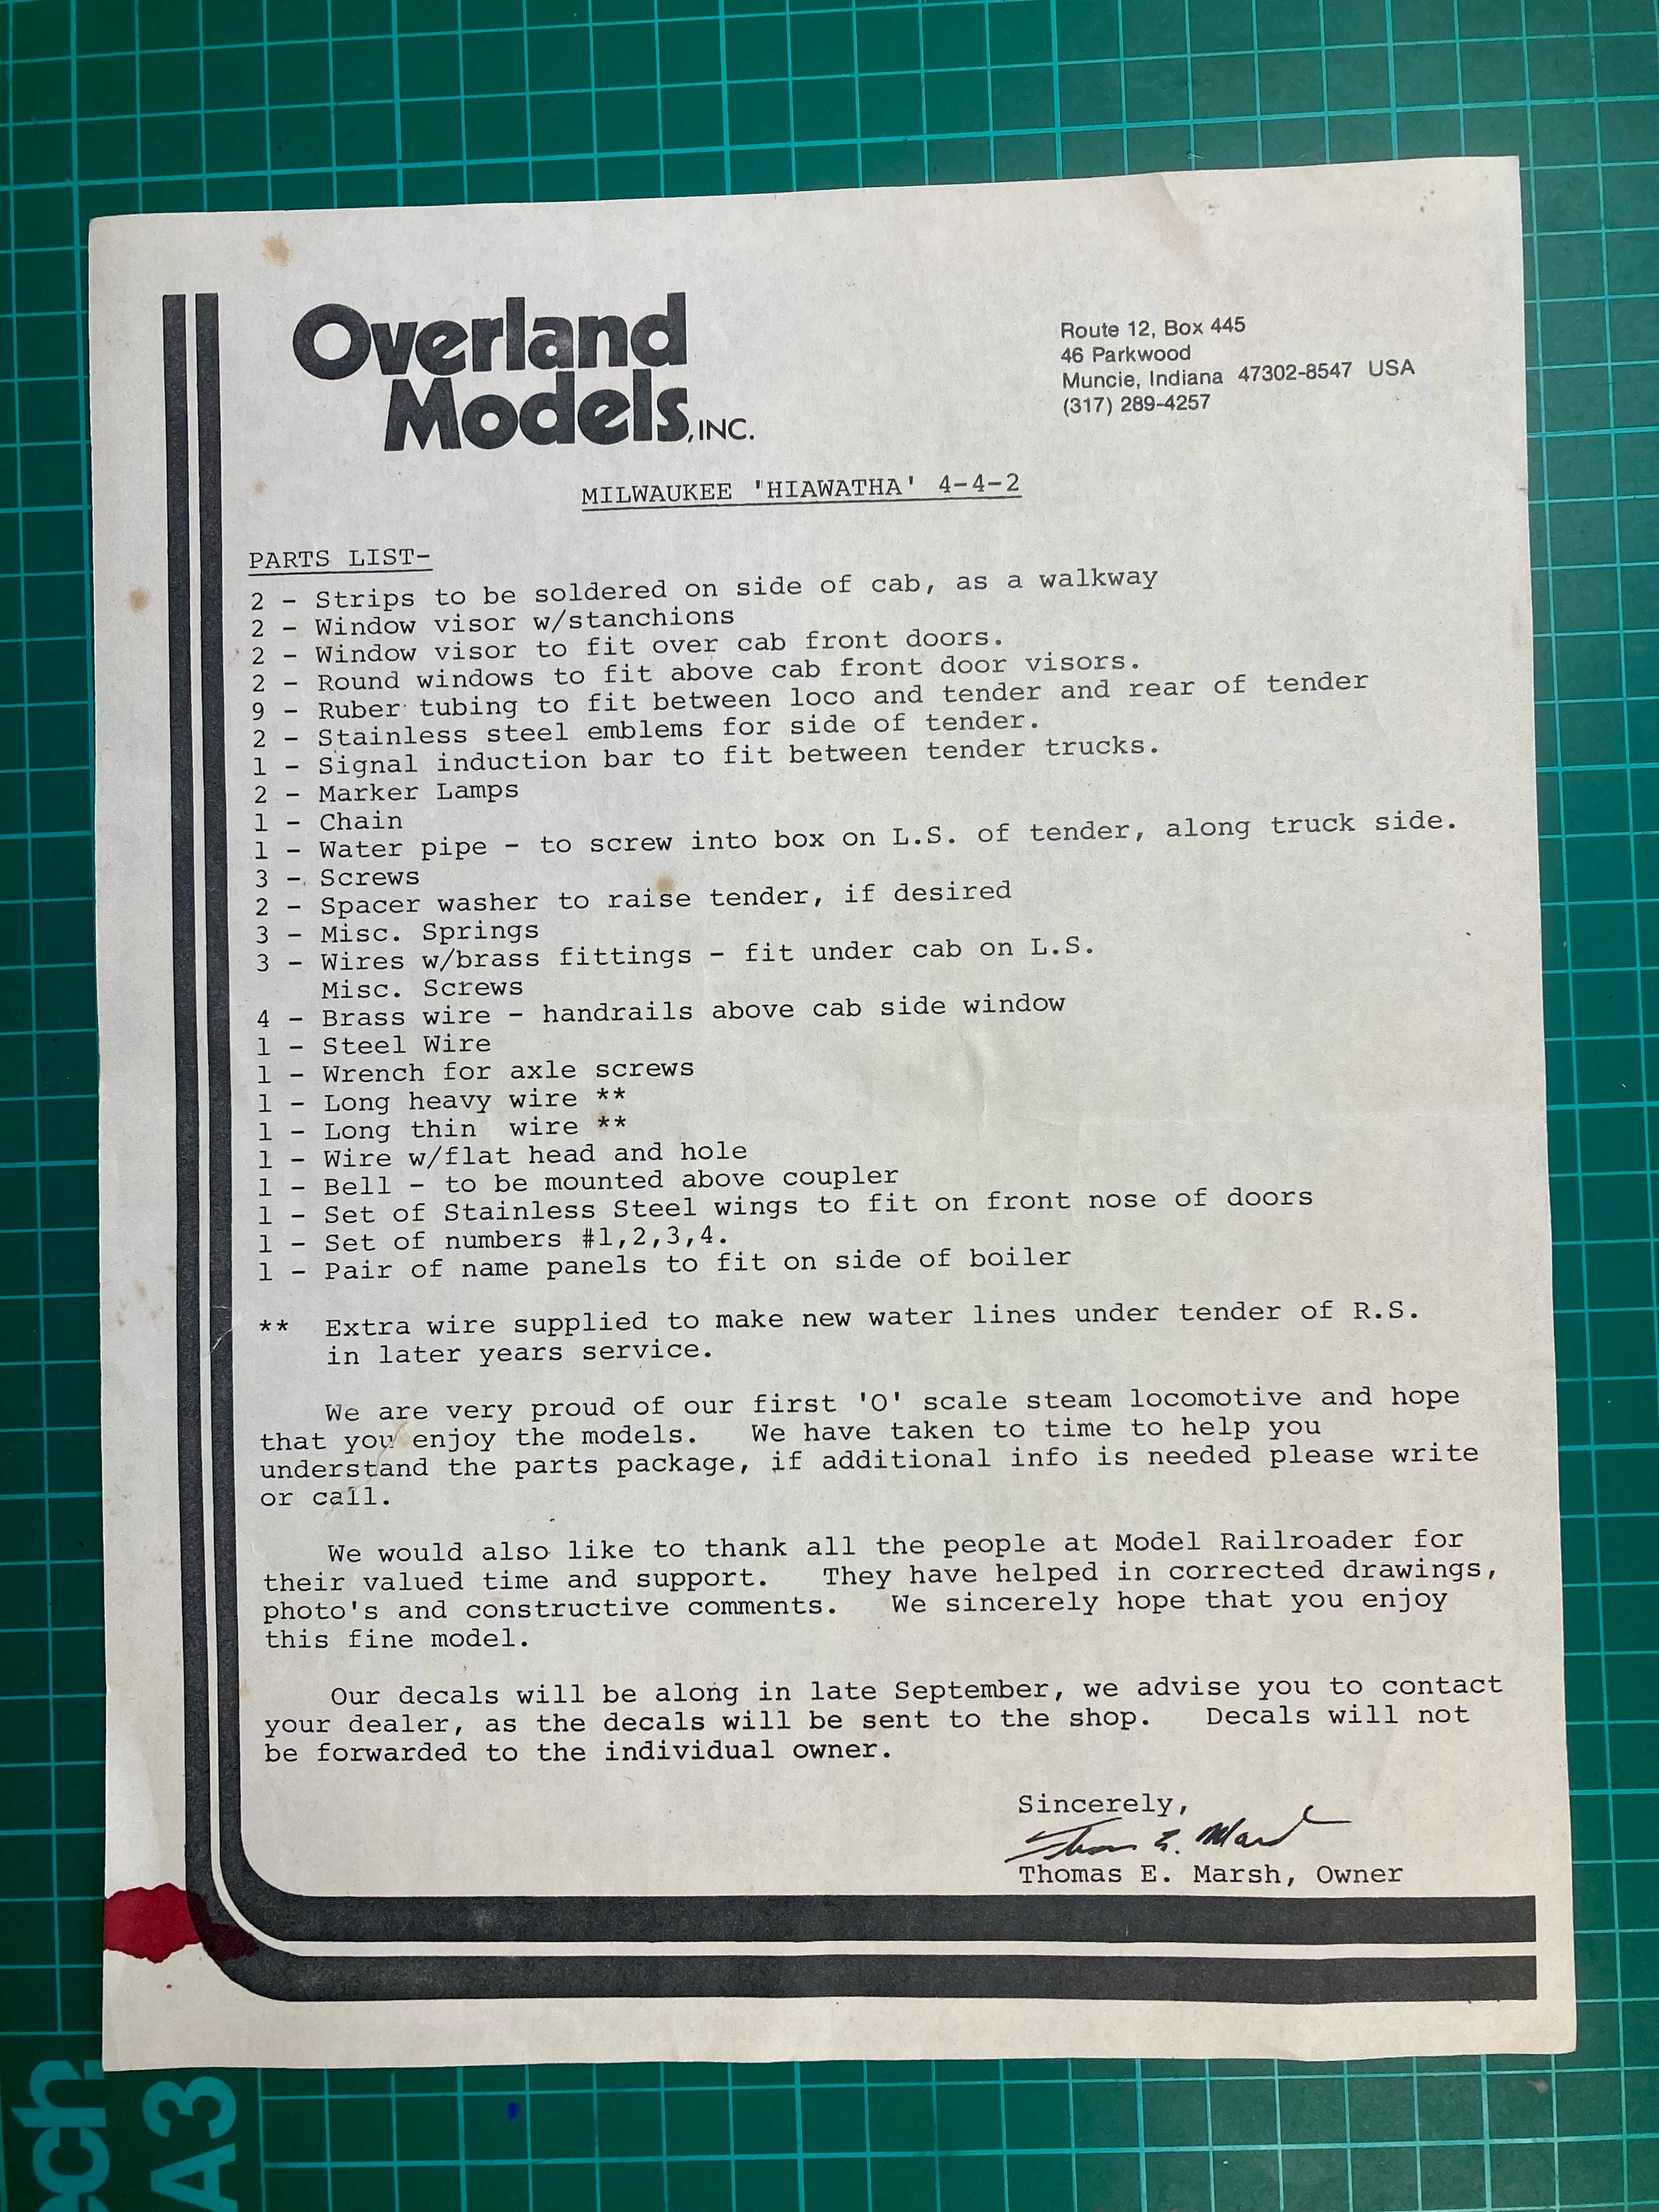 Overland
Models, INC.
Route 12, Box 445
46 Parkwood
Muncie, Indiana 47302-8547 USA
(317) 289-4257
MILWAUKEE 'HIAWATHA' 4-4-2
PARTS LIST-
2 - Strips to be soldered on side of cab, as a walkway
2 - Window visor w/stanchions
2 - Window visor to fit over cab front doors.
2 - Round windows to fit above cab front door visors.
9 - Ruber tubing to fit between loco and tender and rear of tender
2 - Stainless steel emblems for side of tender.
1 - Signal induction bar to fit between tender trucks.
2 - Marker Lamps
1 - Chain
1 - Water pipe - to screw into box on L.S. of tender, along truck side.
3 - Screws
2 - Spacer washer to raise tender, if desired
3 - Misc. Springs
3 - Wires w/brass fittings - fit under cab on L.S.
Misc. Screws
4 - Brass wire - handrails above cab side window
1 - Steel Wire
1 - Wrench for axle screws
1 - Long heavy wire **
1 - Long thin wire **
1 - Wire w/flat head and hole
1 - Bell - to be mounted above coupler
1 - Set of Stainless Steel wings to fit on front nose of doors
1 - Set of numbers #1,2,3,4.
1 - Pair of name panels to fit on side of boiler
** Extra wire supplied to make new water lines under tender of R.S.
in later years service.
We are very proud of our first 'O' scale steam locomotive and hope
that you enjoy the models. We have taken to time to help you
understand the parts package, if additional info is needed please write
or call.
We would also like to thank all the people at Model Railroader for
their valued time and support. They have helped in corrected drawings,
photo's and constructive comments. We sincerely hope that you enjoy
this fine model.
Our decals will be along in late September, we advise you to contact
your dealer, as the decals will be sent to the shop. Decals will not
be forwarded to the individual owner.
Sincerely,
Thomas E. Marsh, Owner
ech
A3